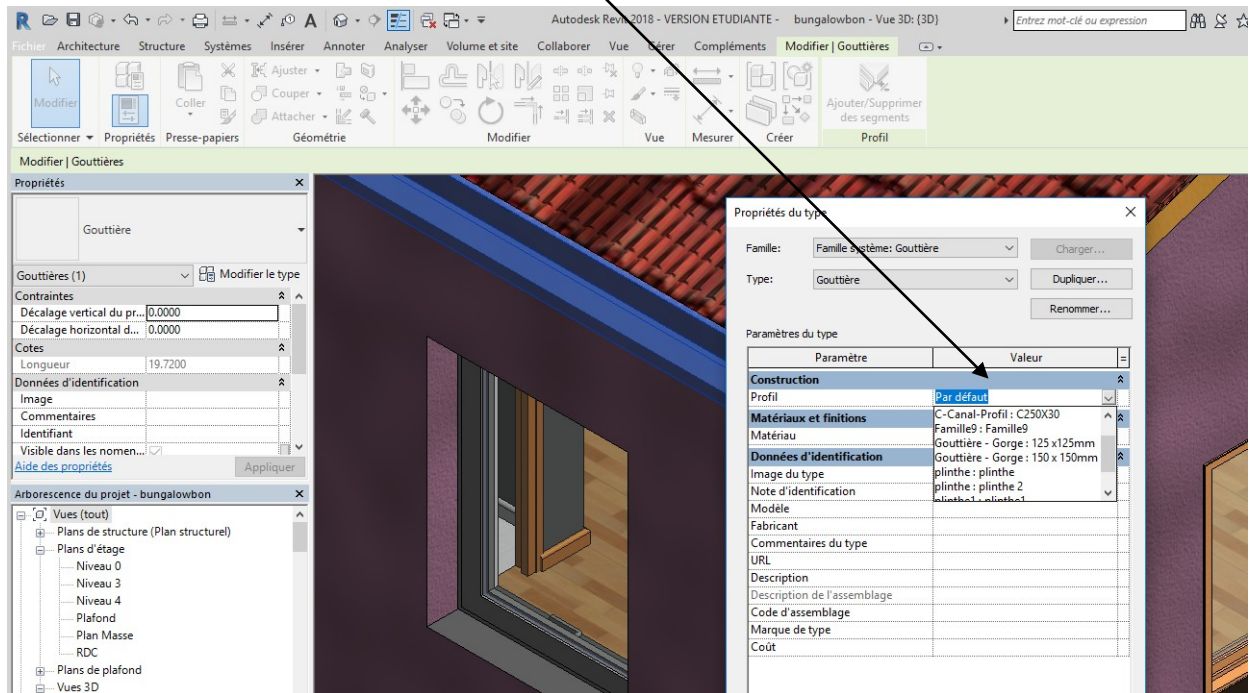 Autodesk Revit 2018 - VERSION ETUDIANTE - bungalowbon - Vue 3D: {3D}
Entrez mot-clé ou expression
Fichier Architecture Structure Systèmes Insérer Annoter Analyser Volume et site Collaborer Vue Gérer Compléments Modifier | Gouttières
Modifier
Coller
Ajuster
Couper
Attacher
Ajouter/Supprimer
des segments
Sélectionner Propriétés Presse-papiers Géométrie Modifier Vue Mesurer Créer Profil
Modifier | Gouttières
Propriétés
Gouttière
Gouttières (1) Modifier le type
Contraintes
Décalage vertical du pr... 0.0000
Décalage horizontal d... 0.0000
Cotes
Longueur 19.7200
Données d'identification
Image
Commentaires
Identifiant
Visible dans les nomen...
Aide des propriétés Appliquer
Arborescence du projet - bungalowbon
Vues (tout)
Plans de structure (Plan structurel)
Plans d'étage
Niveau 0
Niveau 3
Niveau 4
Plafond
Plan Masse
RDC
Plans de plafond
Vues 3D
Propriétés du type
Famille: Famille système: Gouttière Charger...
Type: Gouttière Dupliquer...
Renommer...
Paramètres du type
Paramètre Valeur =
Construction
Profil Par défaut
C-Canal-Profil : C250X30
Famille9 : Famille9
Gouttière - Gorge : 125 x125mm
Gouttière - Gorge : 150 x 150mm
plinthe : plinthe
plinthe : plinthe 2
plinthe1 : plinthe1
Matériaux et finitions
Matériau
Données d'identification
Image du type
Note d'identification
Modèle
Fabricant
Commentaires du type
URL
Description
Description de l'assemblage
Code d'assemblage
Marque de type
Coût